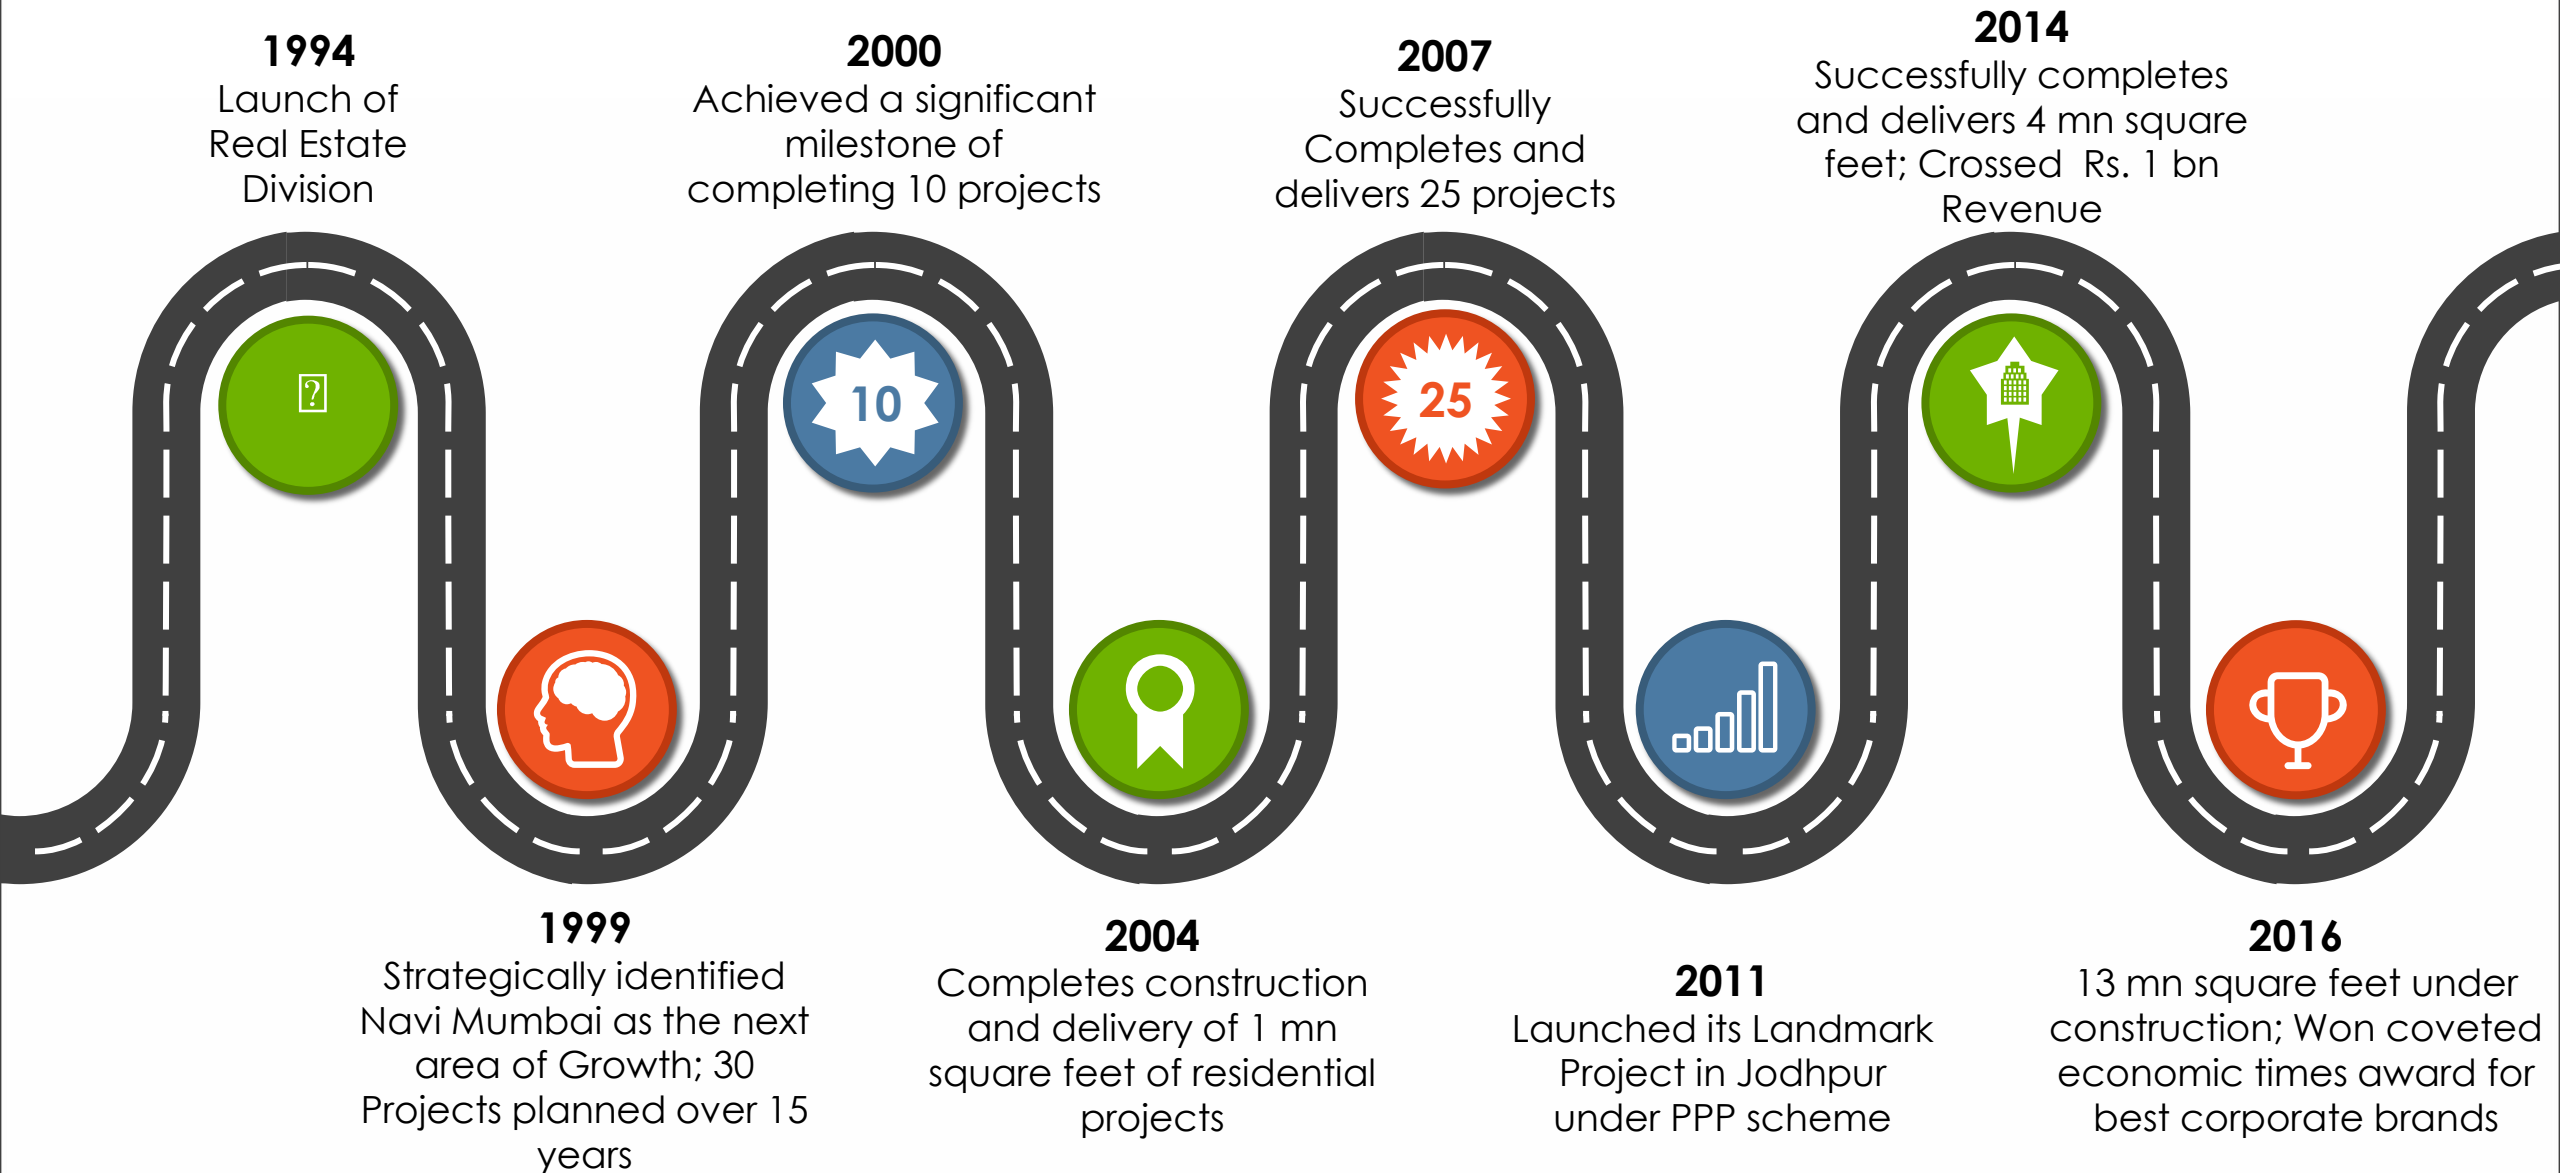 1994
Launch of
Real Estate
Division
2000
Achieved a significant
milestone of
completing 10 projects
2007
Successfully
Completes and
delivers 25 projects
2014
Successfully completes
and delivers 4 mn square
feet; Crossed Rs. 1 bn
Revenue
?
10
25
1999
Strategically identified
Navi Mumbai as the next
area of Growth; 30
Projects planned over 15
years
2004
Completes construction
and delivery of 1 mn
square feet of residential
projects
2011
Launched its Landmark
Project in Jodhpur
under PPP scheme
2016
13 mn square feet under
construction; Won coveted
economic times award for
best corporate brands